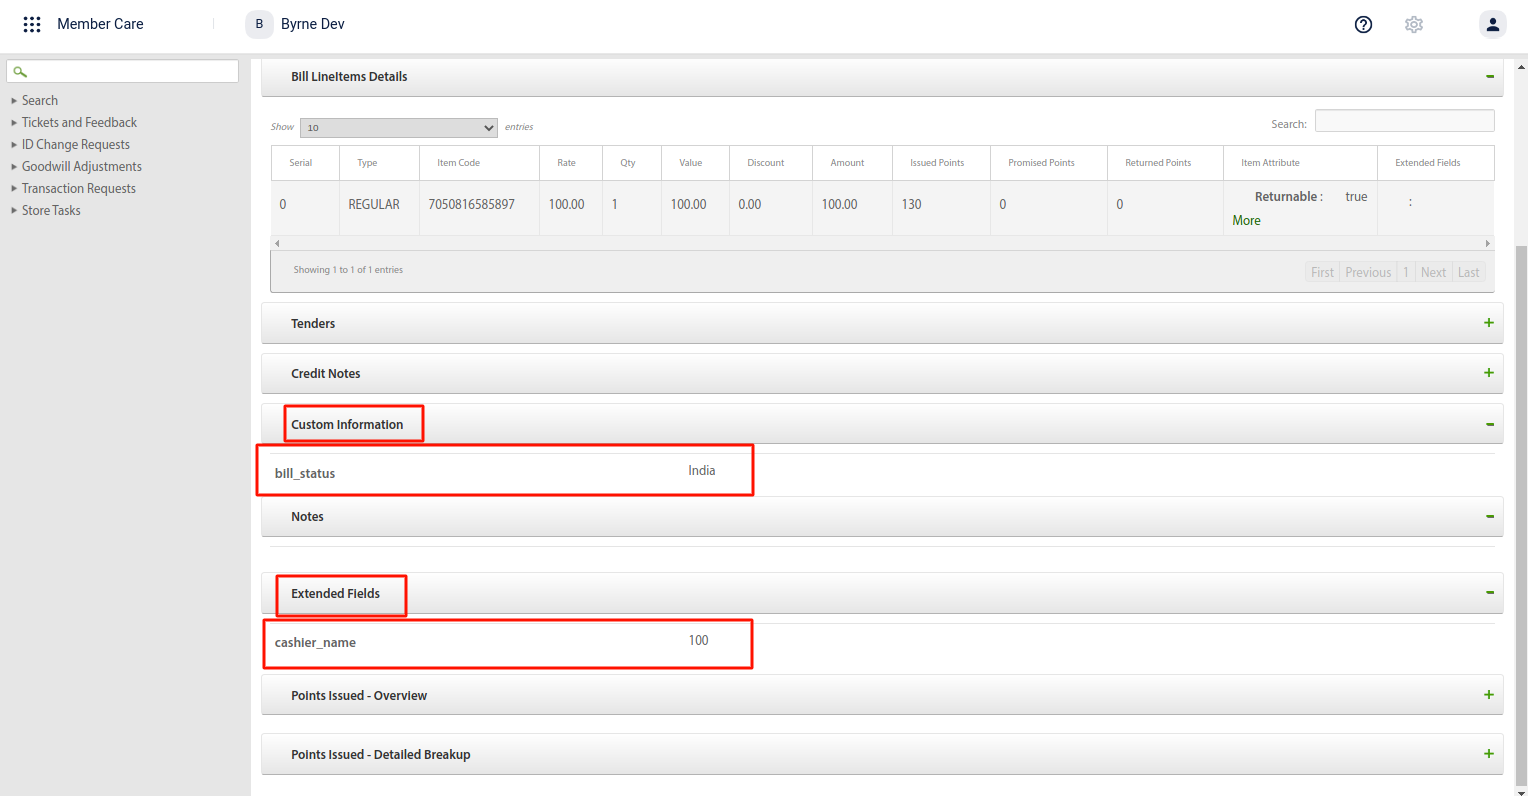 Member Care
B Byrne Dev
Search
Tickets and Feedback
ID Change Requests
Goodwill Adjustments
Transaction Requests
Store Tasks
Bill LineItems Details
Show 10 entries
Search:
Serial Type Item Code Rate Qty Value Discount Amount Issued Points Promised Points Returned Points Item Attribute Extended Fields
0 REGULAR 7050816585897 100.00 1 100.00 0.00 100.00 130 0 0 Returnable : true :
More
Showing 1 to 1 of 1 entries
First Previous 1 Next Last
Tenders
Credit Notes
Custom Information
bill_status India
Notes
Extended Fields
cashier_name 100
Points Issued - Overview
Points Issued - Detailed Breakup